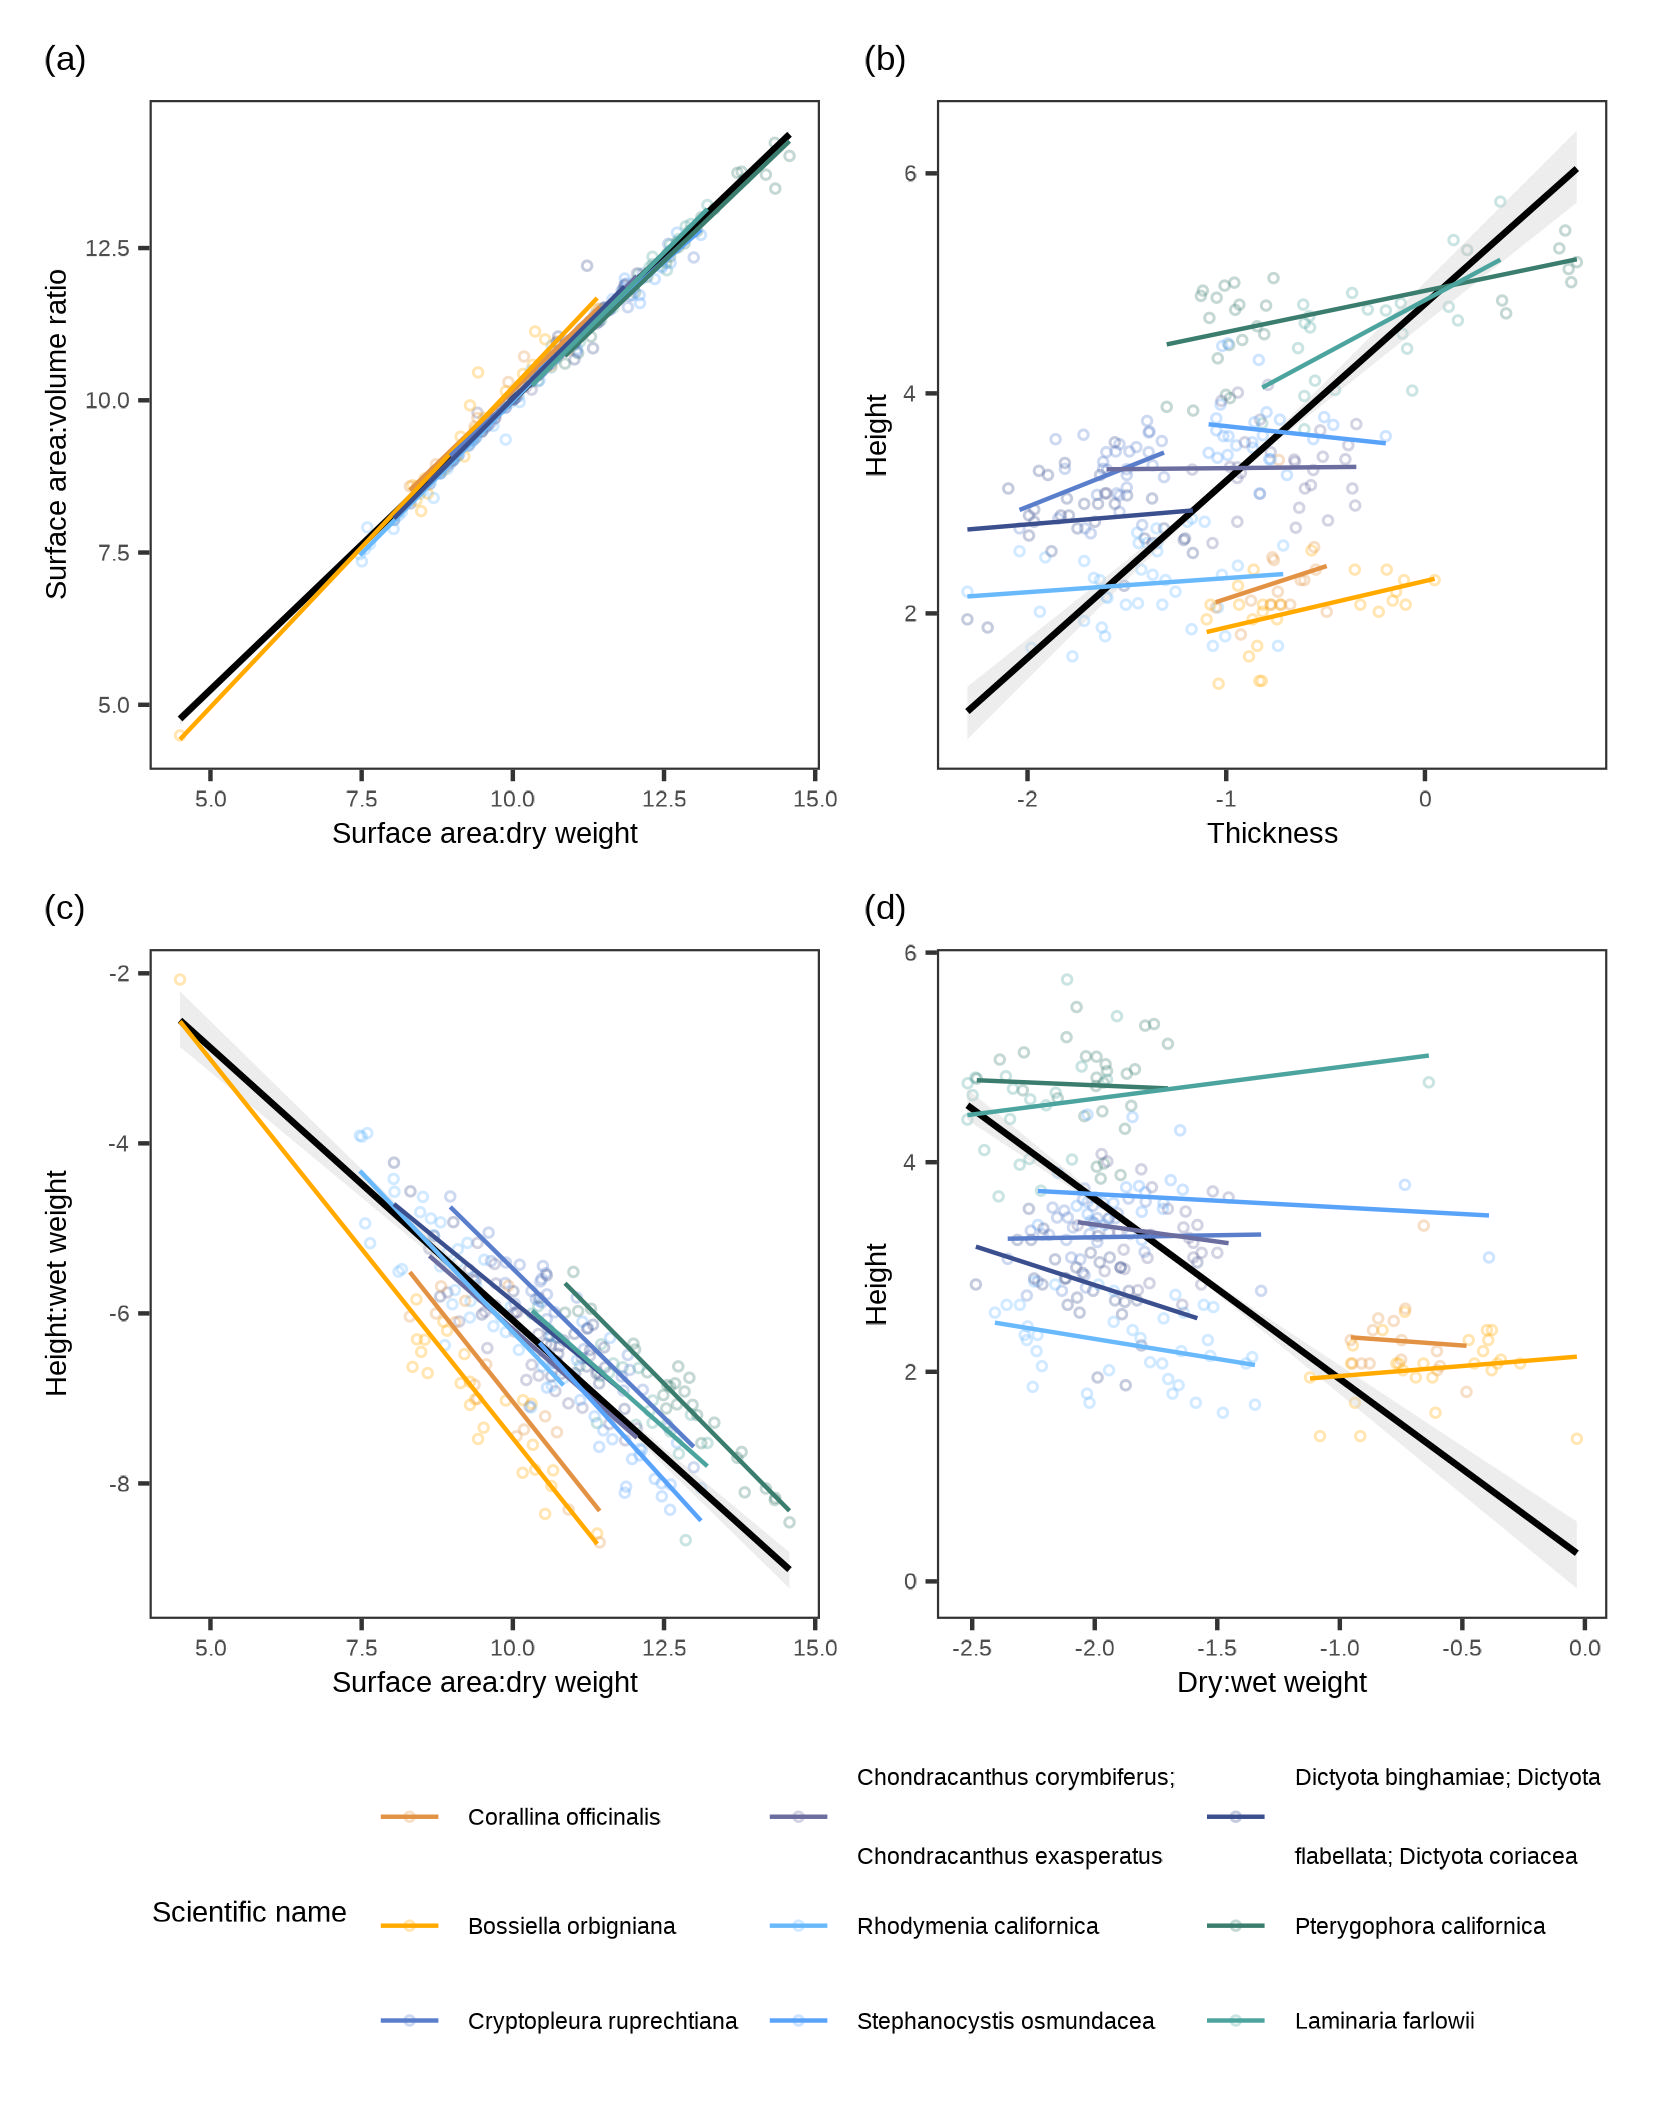 (a)
(b)
Surface area:volume ratio
12.5
10.0
7.5
5.0
5.0 7.5 10.0 12.5 15.0
Surface area:dry weight
Height
6
4
2
-2 -1 0
Thickness
(c)
(d)
Height:wet weight
-2
-4
-6
-8
5.0 7.5 10.0 12.5 15.0
Surface area:dry weight
Height
6
4
2
0
-2.5 -2.0 -1.5 -1.0 -0.5 0.0
Dry:wet weight
Scientific name
Corallina officinalis
Bossiella orbigniana
Cryptopleura ruprechtiana
Chondracanthus corymbiferus;
Chondracanthus exasperatus
Rhodymenia californica
Stephanocystis osmundacea
Dictyota binghamiae; Dictyota
flabellata; Dictyota coriacea
Pterygophora californica
Laminaria farlowii